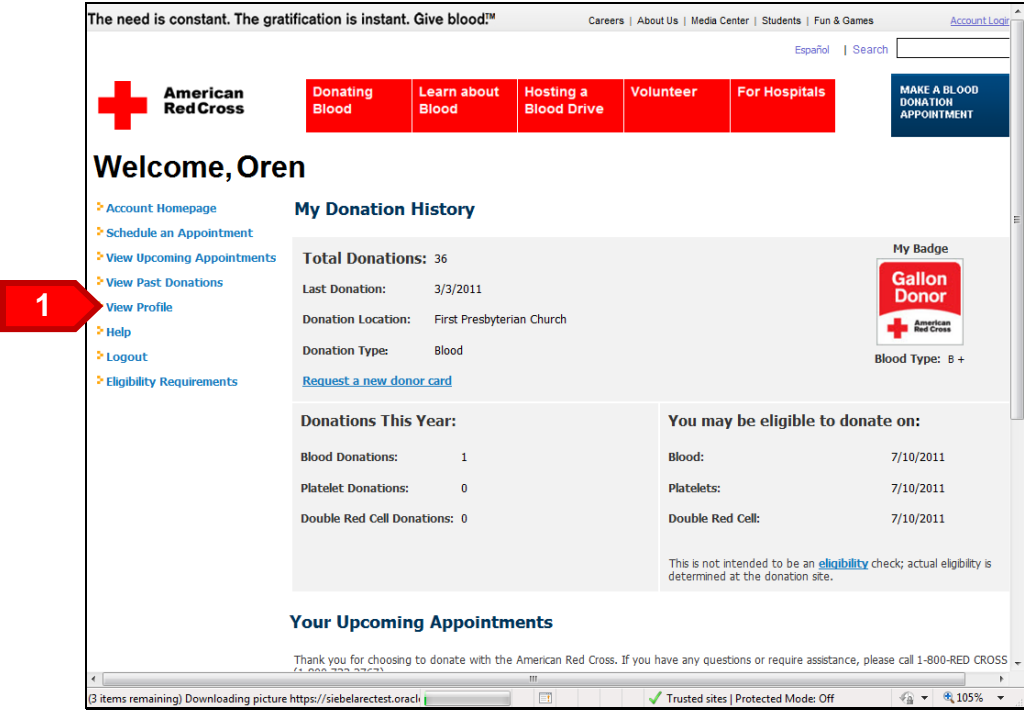 The need is constant. The gratification is instant. Give blood.™
Careers | About Us | Media Center | Students | Fun & Games
Account Login
Español | Search
American
Red Cross
Donating
Blood
Learn about
Blood
Hosting a
Blood Drive
Volunteer
For Hospitals
MAKE A BLOOD
DONATION
APPOINTMENT
Welcome, Oren
Account Homepage
Schedule an Appointment
View Upcoming Appointments
View Past Donations
1
View Profile
Help
Logout
Eligibility Requirements
My Donation History
Total Donations: 36
Last Donation: 3/3/2011
Donation Location: First Presbyterian Church
Donation Type: Blood
Request a new donor card
My Badge
Gallon
Donor
American
Red Cross
Blood Type: B +
Donations This Year:
Blood Donations: 1
Platelet Donations: 0
Double Red Cell Donations: 0
You may be eligible to donate on:
Blood: 7/10/2011
Platelets: 7/10/2011
Double Red Cell: 7/10/2011
This is not intended to be an eligibility check; actual eligibility is
determined at the donation site.
Your Upcoming Appointments
Thank you for choosing to donate with the American Red Cross. If you have any questions or require assistance, please call 1-800-RED CROSS
(3 items remaining) Downloading picture https://siebelarectest.oracle
Trusted sites | Protected Mode: Off
105%